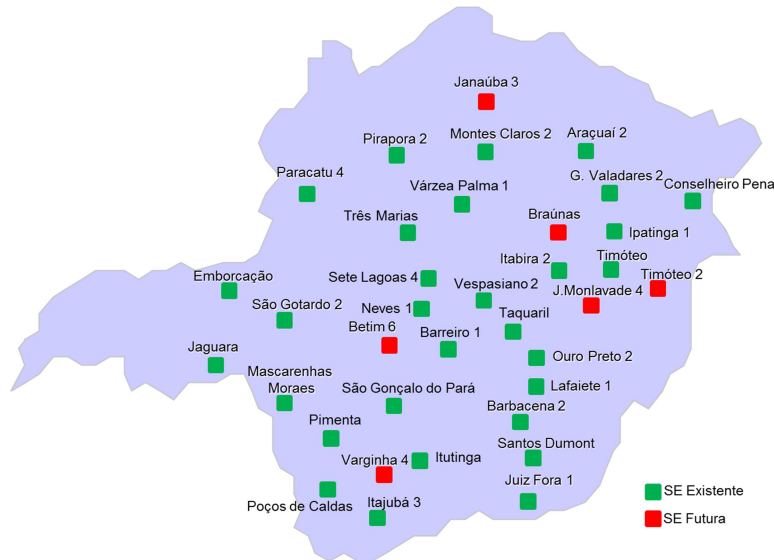 Janaúba 3
Pirapora 2
Montes Claros 2
Araçuaí 2
Paracatu 4
Várzea Palma 1
G. Valadares 2
Conselheiro Pena
Três Marias
Braúnas
Ipatinga 1
Emborcação
Sete Lagoas 4
Itabira 2
Timóteo
Timóteo 2
São Gotardo 2
Neves 1
Vespasiano 2
J.Monlavade 4
Betim 6
Barreiro 1
Taquaril
Jaguara
Ouro Preto 2
Mascarenhas
Moraes
São Gonçalo do Pará
Lafaiete 1
Pimenta
Barbacena 2
Varginha 4
Itutinga
Santos Dumont
Poços de Caldas
Itajubá 3
Juiz Fora 1
SE Existente
SE Futura